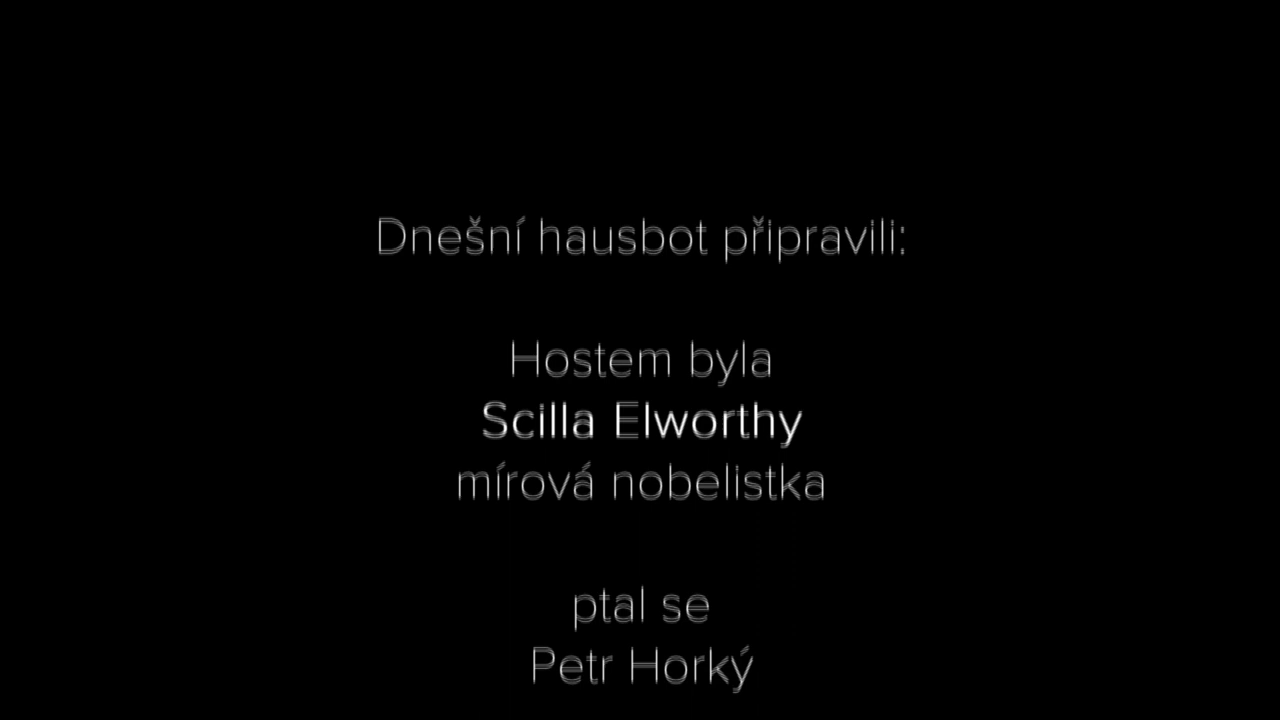 Dnešní hausbot připravili:
Hostem byla
Scilla Elworthy
mírová nobelistka
ptal se
Petr Horký